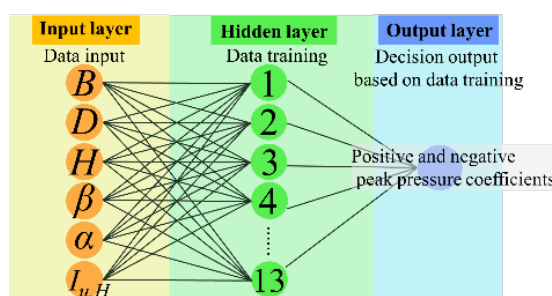 Input layer
Data input
B
D
H
β
α
I_{u,H}
Hidden layer
Data training
1
2
3
4
......
13
Output layer
Decision output
based on data training
Positive and negative
peak pressure coefficients